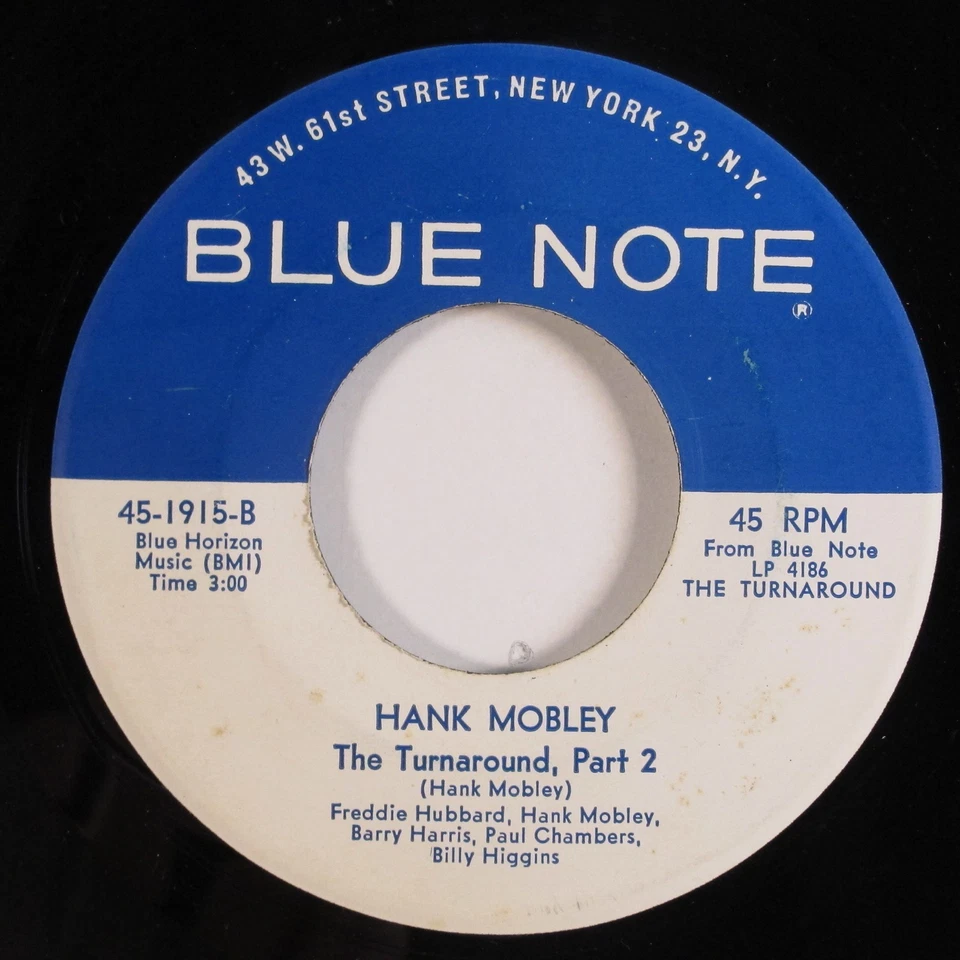 43 W. 61st STREET, NEW YORK 23, N.Y.
BLUE NOTE
®
45-1915-B
Blue Horizon
Music (BMI)
Time 3:00
45 RPM
From Blue Note
LP 4186
THE TURNAROUND
HANK MOBLEY
The Turnaround, Part 2
(Hank Mobley)
Freddie Hubbard, Hank Mobley,
Barry Harris, Paul Chambers,
Billy Higgins